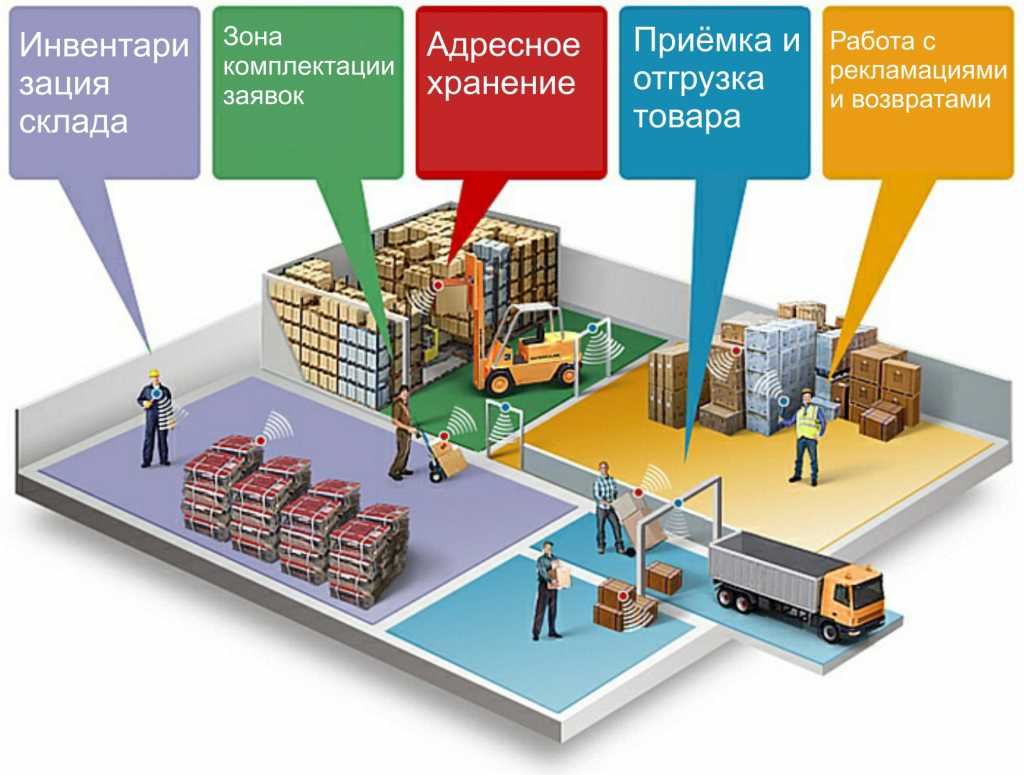 Инвентари
зация
склада
Зона
комплектации
заявок
Адресное
хранение
Приёмка и
отгрузка
товара
Работа с
рекламациями
и возвратами